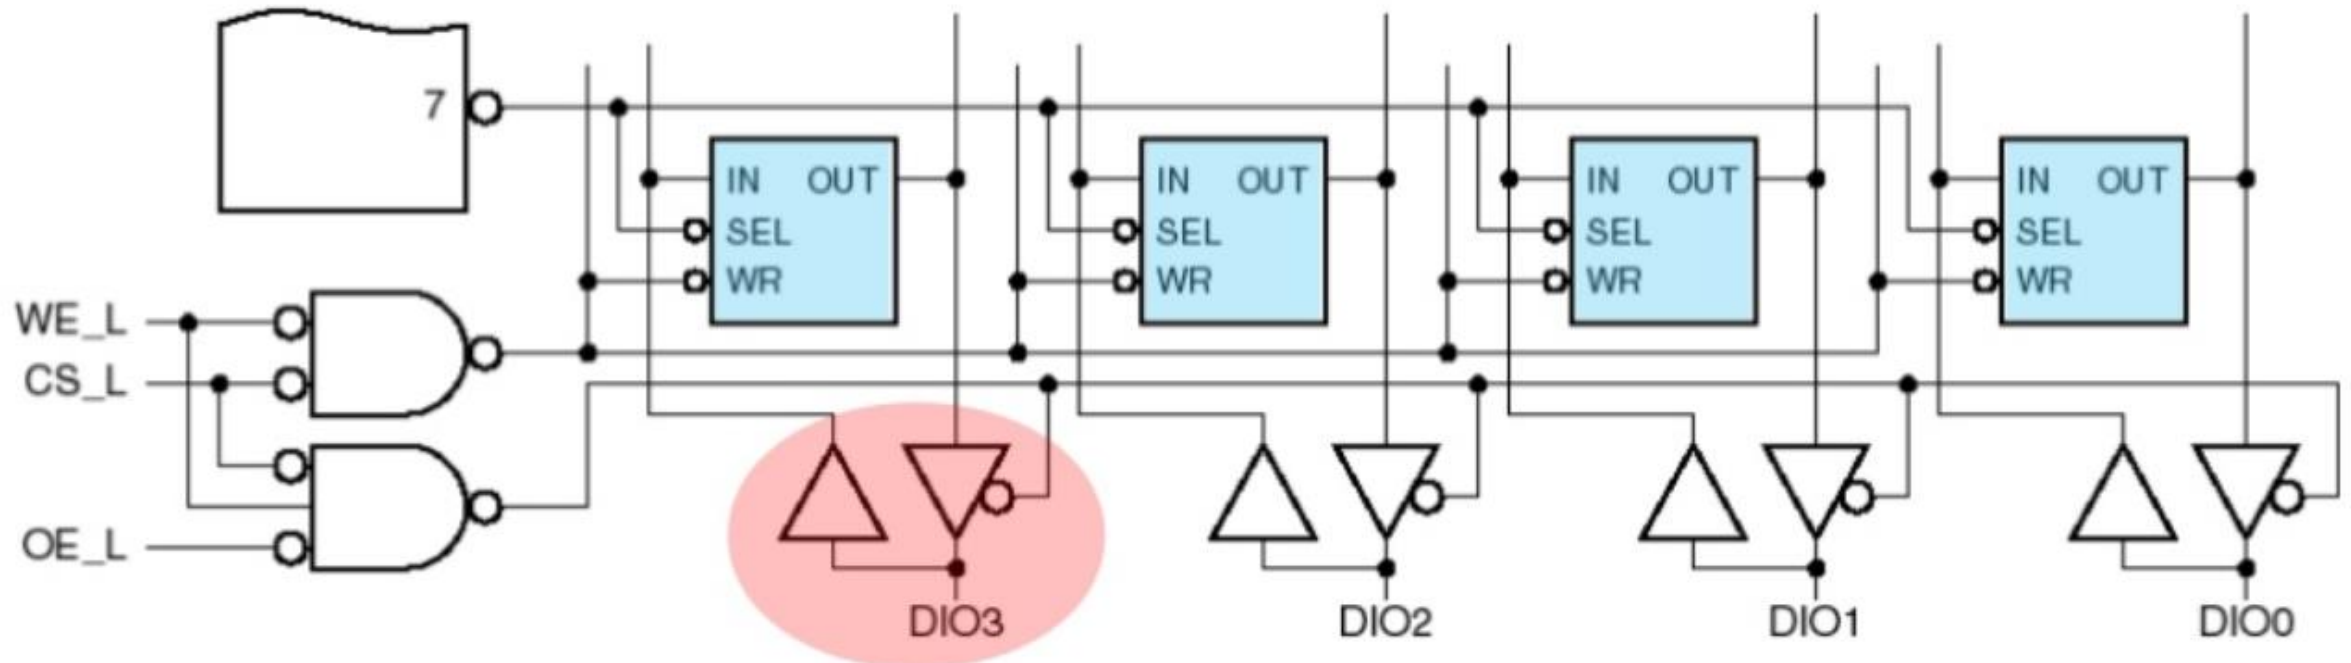 7
IN OUT IN OUT IN OUT IN OUT
SEL SEL SEL SEL
WR WR WR WR
WE_L
CS_L
OE_L
DIO3 DIO2 DIO1 DIO0